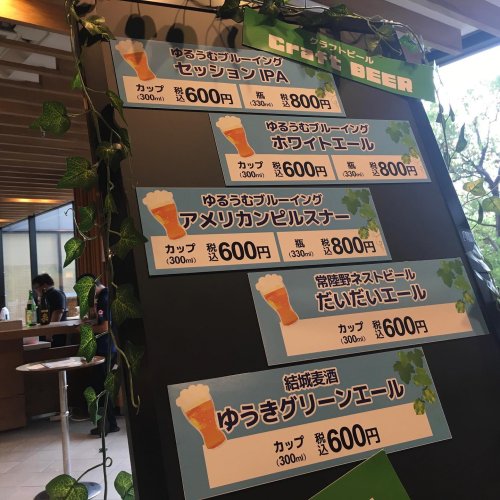 クラフトビール
Craft BEER
ゆるうむブルーイング
セッションIPA
カップ(300ml) 税込600円 瓶(330ml) 税込800円
ゆるうむブルーイング
ホワイトエール
カップ(300ml) 税込600円 瓶(330ml) 税込800円
ゆるうむブルーイング
アメリカンピルスナー
カップ(300ml) 税込600円 瓶(330ml) 税込800円
常陸野ネストビール
だいだいエール
カップ(300ml) 税込600円
結城麦酒
ゆうきグリーンエール
カップ(300ml) 税込600円